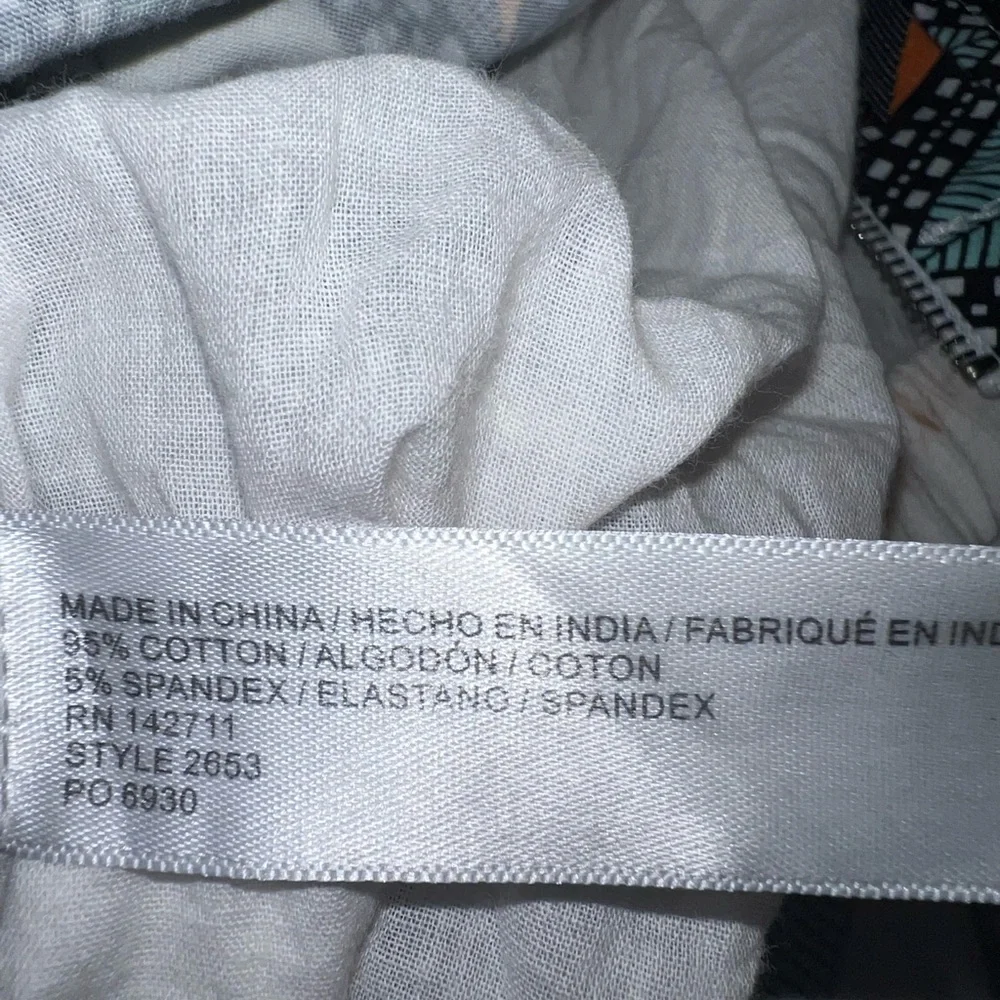 MADE IN CHINA / HECHO EN INDIA / FABRIQUÉ EN IND
95% COTTON / ALGODÓN / COTON
5% SPANDEX / ELASTANO / SPANDEX
RN 142711
STYLE 2653
PO 6930